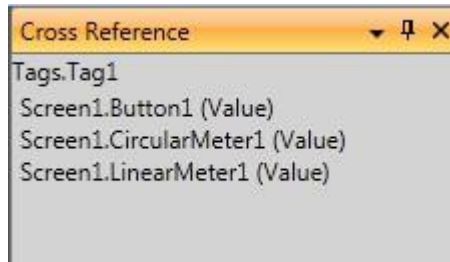 Cross Reference
Tags.Tag1
Screen1.Button1 (Value)
Screen1.CircularMeter1 (Value)
Screen1.LinearMeter1 (Value)